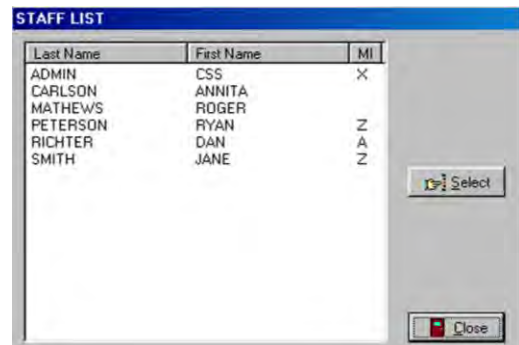 STAFF LIST
Last Name First Name MI
ADMIN CSS X
CARLSON ANNITA
MATHEWS ROGER
PETERSON RYAN Z
RICHTER DAN A
SMITH JANE Z
Select
Close